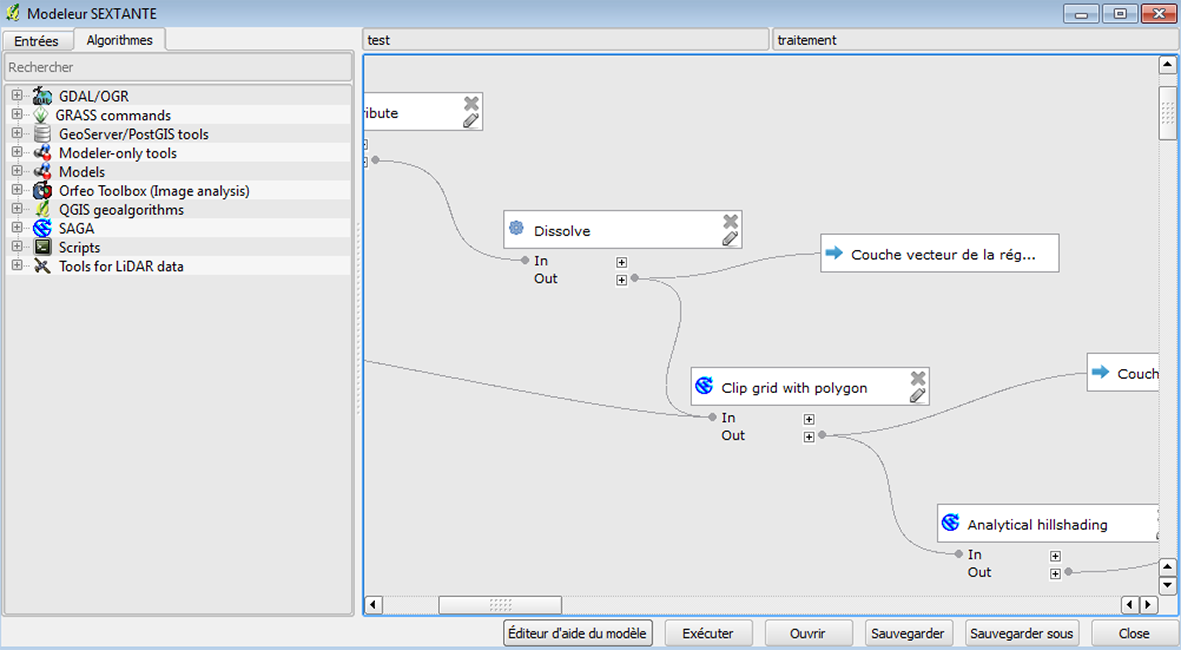 Modeleur SEXTANTE
Entrées
Algorithmes
test
traitement
Rechercher
GDAL/OGR
GRASS commands
GeoServer/PostGIS tools
Modeler-only tools
Models
Orfeo Toolbox (Image analysis)
QGIS geoalgorithms
SAGA
Scripts
Tools for LiDAR data
ribute
Dissolve
In
Out
Couche vecteur de la rég...
Clip grid with polygon
In
Out
Couch
Analytical hillshading
In
Out
Éditeur d'aide du modèle
Exécuter
Ouvrir
Sauvegarder
Sauvegarder sous
Close